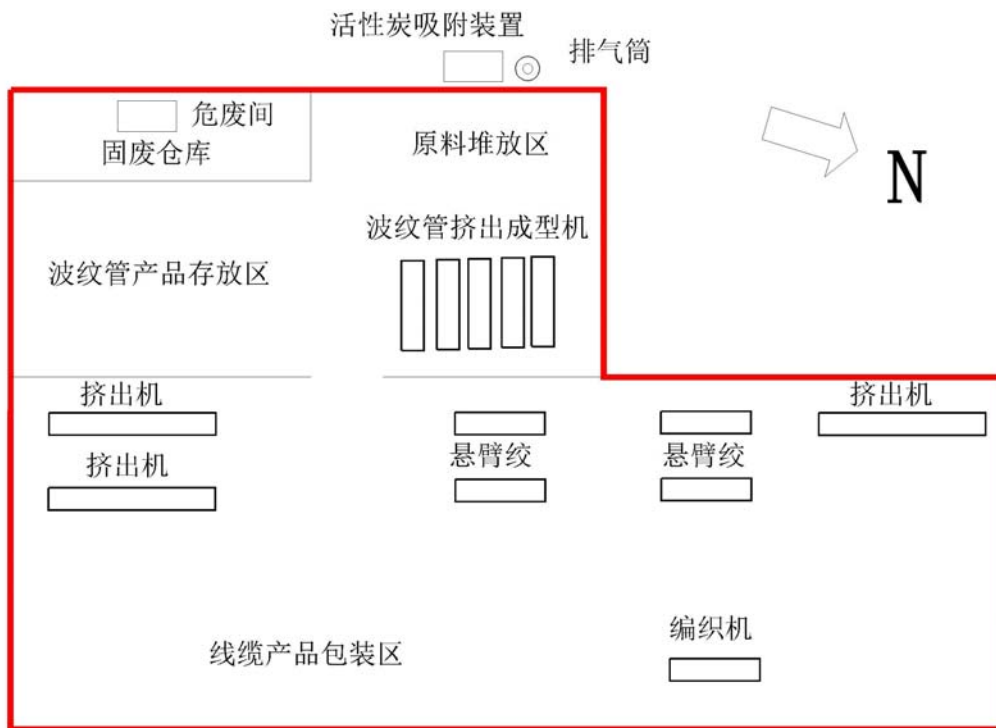 活性炭吸附装置
排气筒
危废间
固废仓库
原料堆放区
N
波纹管挤出成型机
波纹管产品存放区
挤出机
挤出机
挤出机
悬臂绞
悬臂绞
编织机
线缆产品包装区